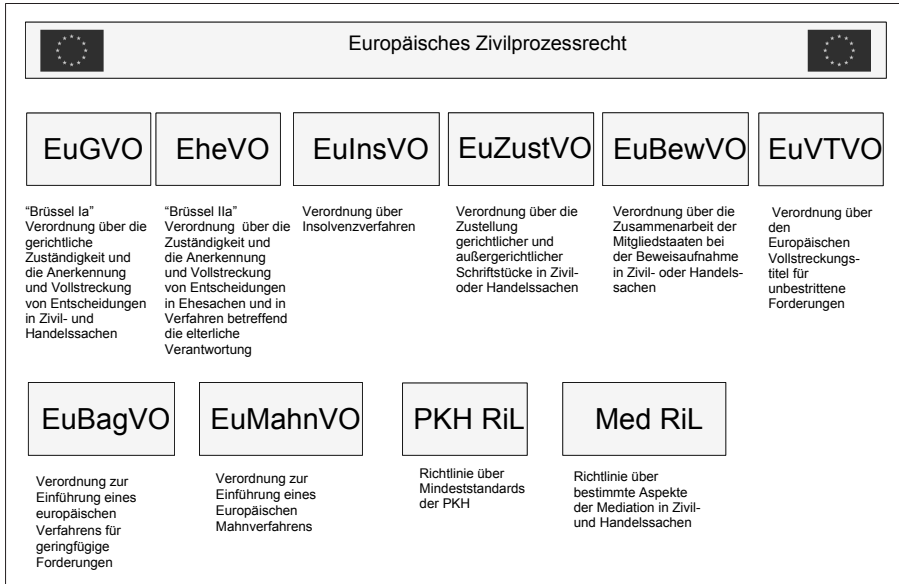 Europäisches Zivilprozessrecht
EuGVO
EheVO
EuInsVO
EuZustVO
EuBewVO
EuVTVO
"Brüssel Ia"
Verordnung über die
gerichtliche
Zuständigkeit und
die Anerkennung
und Vollstreckung
von Entscheidungen
in Zivil- und
Handelssachen
"Brüssel IIa"
Verordnung über die
Zuständigkeit und
die Anerkennung
und Vollstreckung
von Entscheidungen
in Ehesachen und in
Verfahren betreffend
die elterliche
Verantwortung
Verordnung über
Insolvenzverfahren
Verordnung über die
Zustellung
gerichtlicher und
außergerichtlicher
Schriftstücke in Zivil-
oder Handelssachen
Verordnung über die
Zusammenarbeit der
Mitgliedstaaten bei
der Beweisaufnahme
in Zivil- oder Handels-
sachen
Verordnung über
den
Europäischen
Vollstreckungs-
titel für
unbestrittene
Forderungen
EuBagVO
EuMahnVO
PKH RiL
Med RiL
Verordnung zur
Einführung eines
europäischen
Verfahrens für
geringfügige
Forderungen
Verordnung zur
Einführung eines
Europäischen
Mahnverfahrens
Richtlinie über
Mindeststandards
der PKH
Richtlinie über
bestimmte Aspekte
der Mediation in Zivil-
und Handelssachen